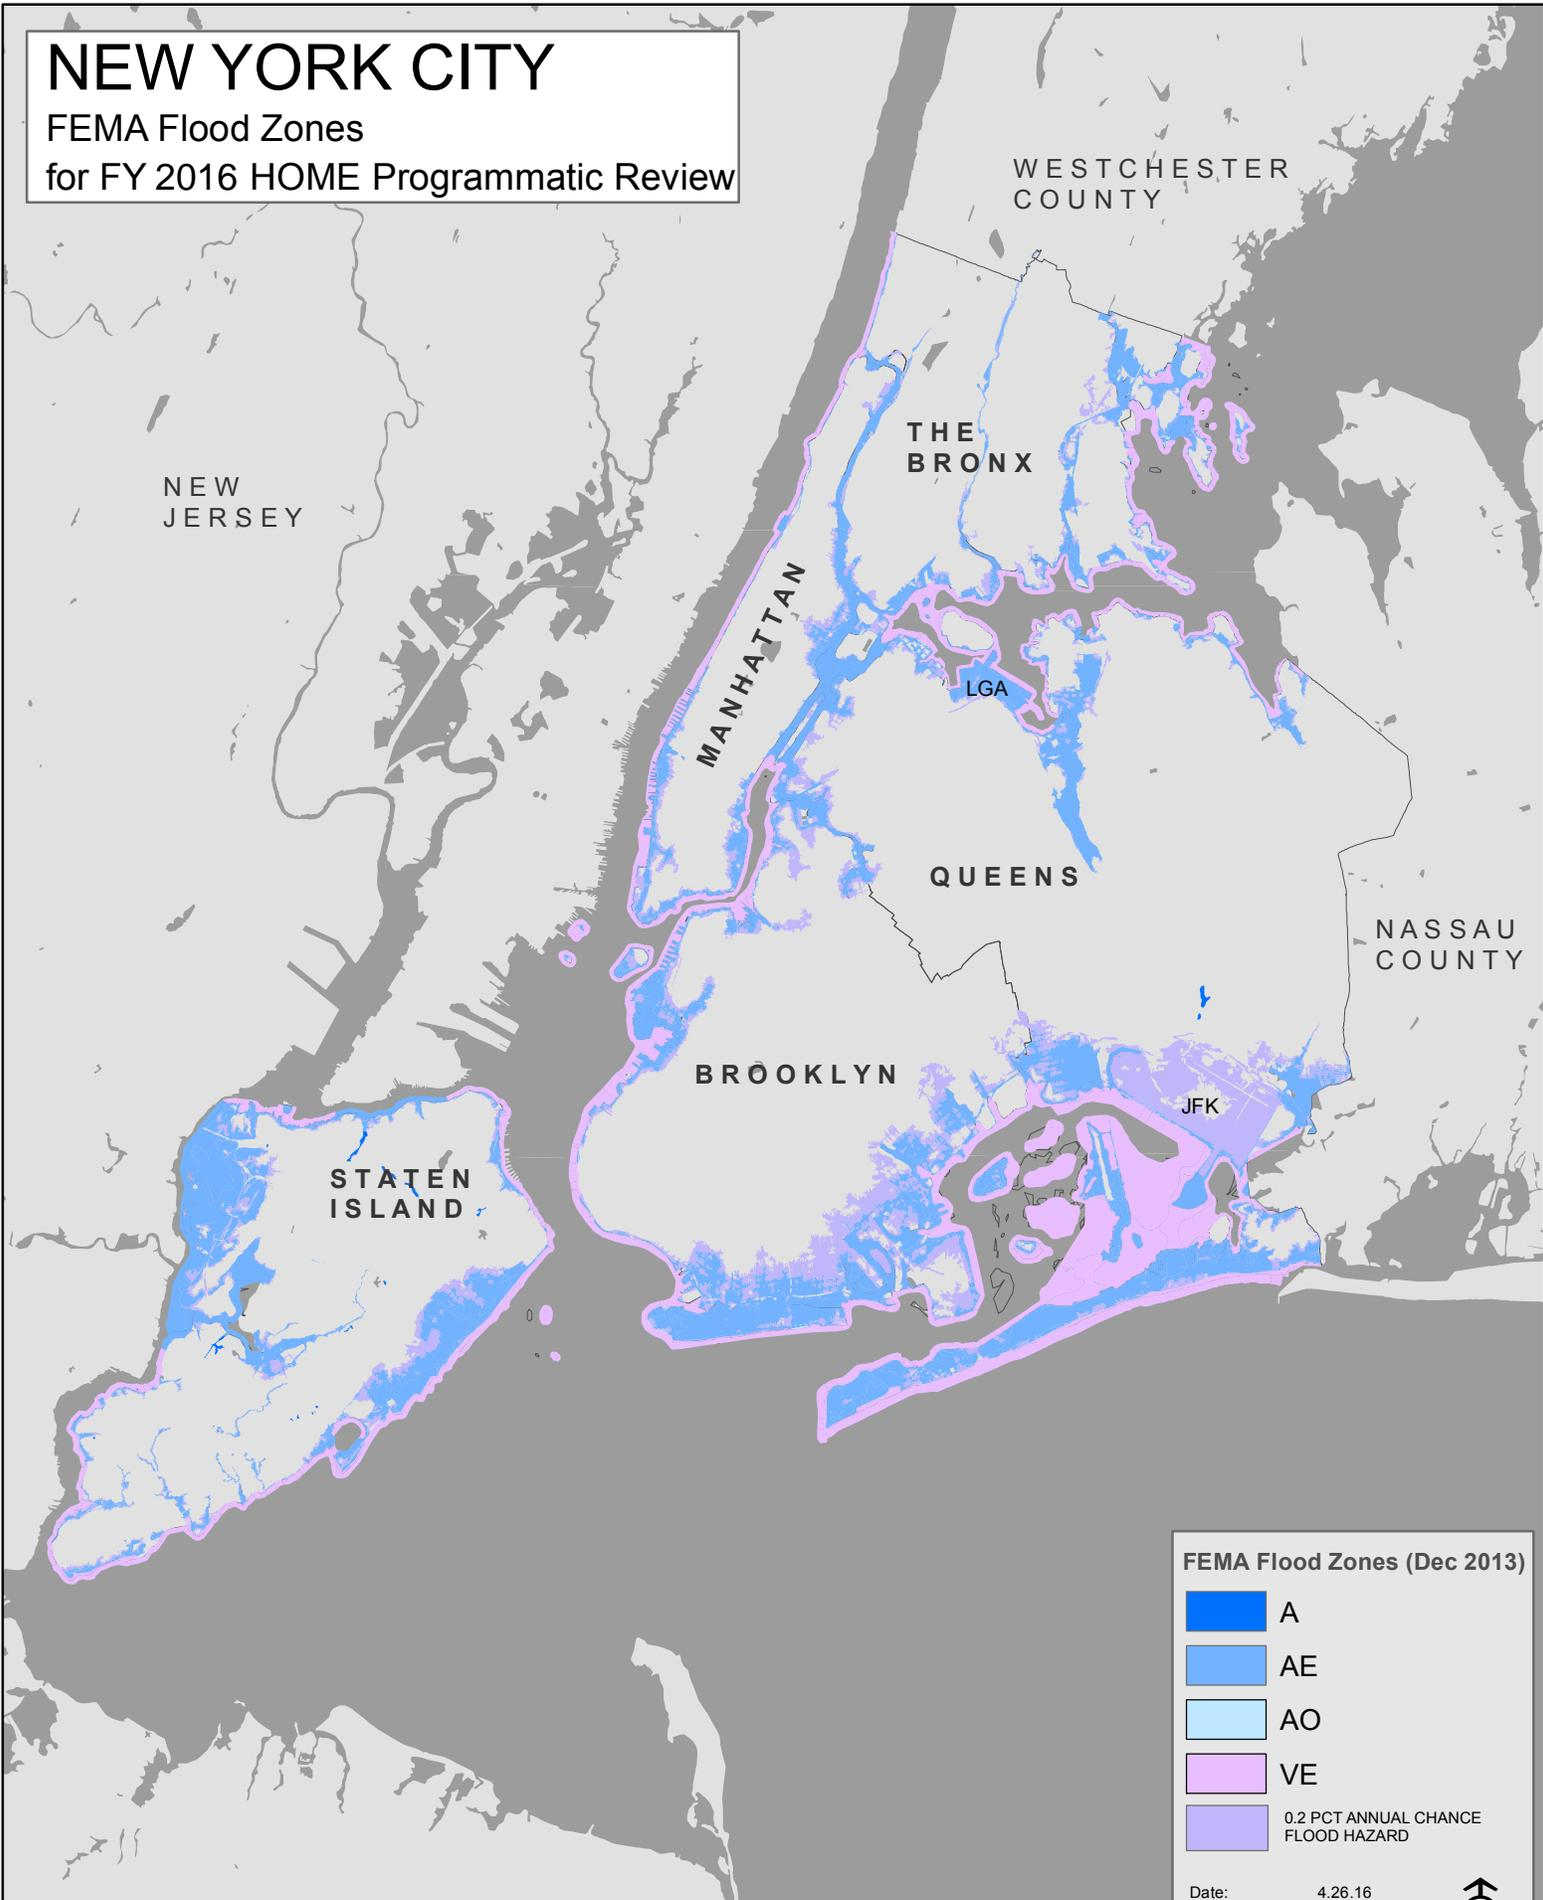 NEW YORK CITY
FEMA Flood Zones
for FY 2016 HOME Programmatic Review
WESTCHESTER
COUNTY
THE
BRONX
NEW
JERSEY
MANHATTAN
LGA
QUEENS
NASSAU
COUNTY
BROOKLYN
JFK
STATEN
ISLAND
FEMA Flood Zones (Dec 2013)
A
AE
AO
VE
0.2 PCT ANNUAL CHANCE
FLOOD HAZARD
Date: 4.26.16